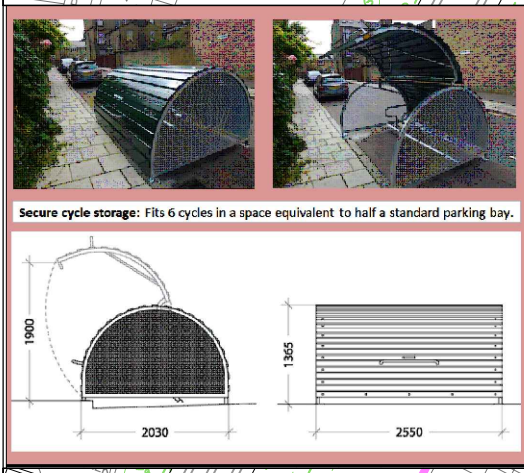 Secure cycle storage: Fits 6 cycles in a space equivalent to half a standard parking bay.
1900
1365
2030
2550